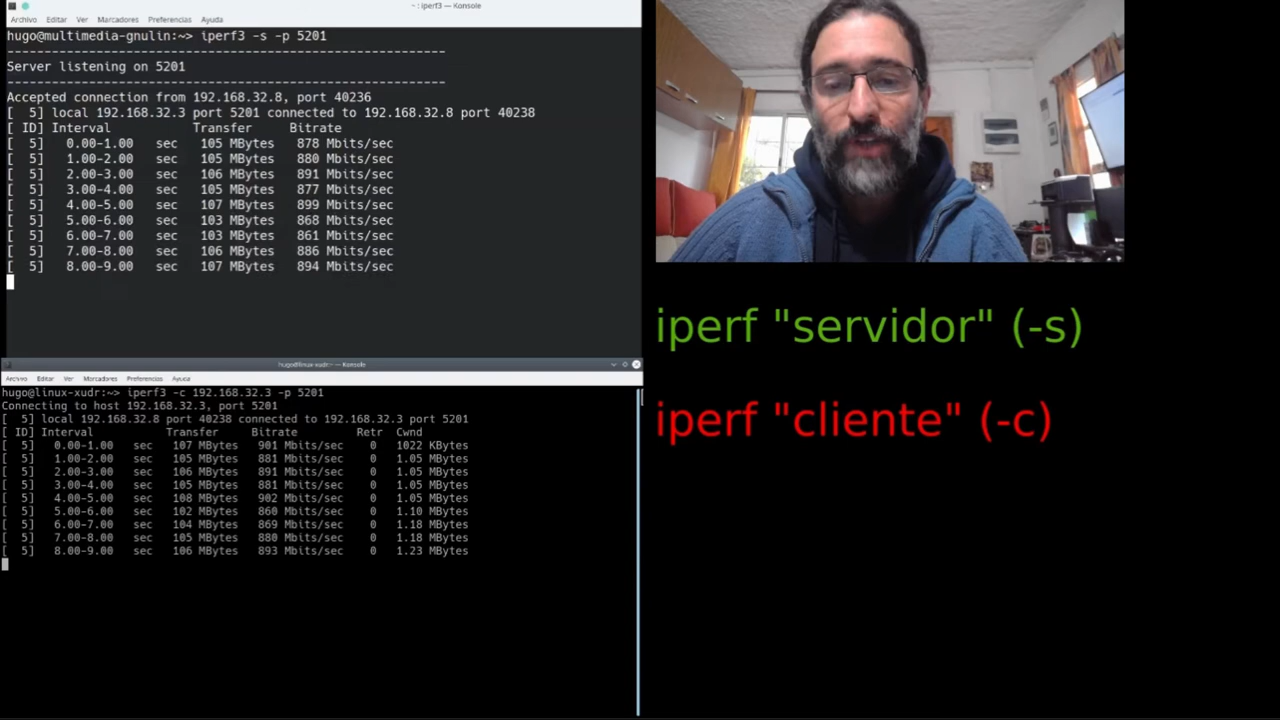 ~ : iperf3 — Konsole
Archivo Editar Ver Marcadores Preferencias Ayuda
hugo@multimedia-gnulin:~> iperf3 -s -p 5201
-----------------------------------------------------------
Server listening on 5201
-----------------------------------------------------------
Accepted connection from 192.168.32.8, port 40236
[  5] local 192.168.32.3 port 5201 connected to 192.168.32.8 port 40238
[ ID] Interval           Transfer     Bitrate
[  5]   0.00-1.00   sec   105 MBytes   878 Mbits/sec
[  5]   1.00-2.00   sec   105 MBytes   880 Mbits/sec
[  5]   2.00-3.00   sec   106 MBytes   891 Mbits/sec
[  5]   3.00-4.00   sec   105 MBytes   877 Mbits/sec
[  5]   4.00-5.00   sec   107 MBytes   899 Mbits/sec
[  5]   5.00-6.00   sec   103 MBytes   868 Mbits/sec
[  5]   6.00-7.00   sec   103 MBytes   861 Mbits/sec
[  5]   7.00-8.00   sec   106 MBytes   886 Mbits/sec
[  5]   8.00-9.00   sec   107 MBytes   894 Mbits/sec
hugo@linux-xudr:~ — Konsole
Archivo Editar Ver Marcadores Preferencias Ayuda
hugo@linux-xudr:~> iperf3 -c 192.168.32.3 -p 5201
Connecting to host 192.168.32.3, port 5201
[  5] local 192.168.32.8 port 40238 connected to 192.168.32.3 port 5201
[ ID] Interval           Transfer     Bitrate         Retr  Cwnd
[  5]   0.00-1.00   sec   107 MBytes   901 Mbits/sec    0   1022 KBytes
[  5]   1.00-2.00   sec   105 MBytes   881 Mbits/sec    0   1.05 MBytes
[  5]   2.00-3.00   sec   106 MBytes   891 Mbits/sec    0   1.05 MBytes
[  5]   3.00-4.00   sec   105 MBytes   881 Mbits/sec    0   1.05 MBytes
[  5]   4.00-5.00   sec   108 MBytes   902 Mbits/sec    0   1.05 MBytes
[  5]   5.00-6.00   sec   102 MBytes   860 Mbits/sec    0   1.10 MBytes
[  5]   6.00-7.00   sec   104 MBytes   869 Mbits/sec    0   1.18 MBytes
[  5]   7.00-8.00   sec   105 MBytes   880 Mbits/sec    0   1.18 MBytes
[  5]   8.00-9.00   sec   106 MBytes   893 Mbits/sec    0   1.23 MBytes
iperf "servidor" (-s)
iperf "cliente" (-c)